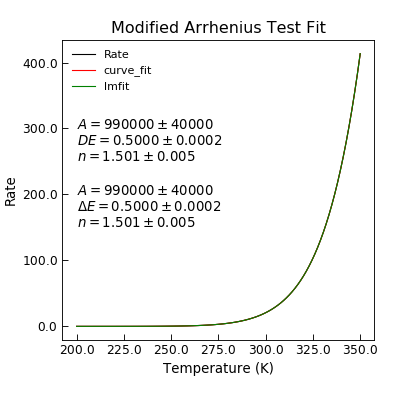 Modified Arrhenius Test Fit
Rate
curve_fit
lmfit
A = 990000 ± 40000
DE = 0.5000 ± 0.0002
n = 1.501 ± 0.005
A = 990000 ± 40000
ΔE = 0.5000 ± 0.0002
n = 1.501 ± 0.005
Rate
400.0
300.0
200.0
100.0
0.0
200.0 225.0 250.0 275.0 300.0 325.0 350.0
Temperature (K)